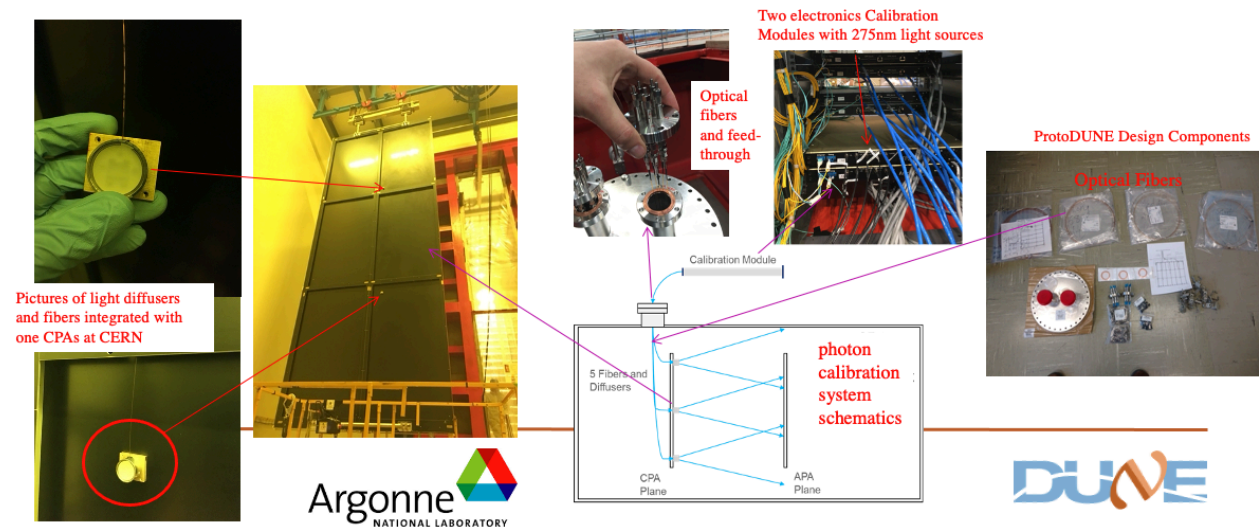 Two electronics Calibration
Modules with 275nm light sources
Optical
fibers
and feed-
through
ProtoDUNE Design Components
Optical Fibers
Pictures of light diffusers
and fibers integrated with
one CPAs at CERN
Calibration Module
5 Fibers and
Diffusers
photon
calibration
system
schematics
CPA
Plane
APA
Plane
Argonne
NATIONAL LABORATORY
DUNE